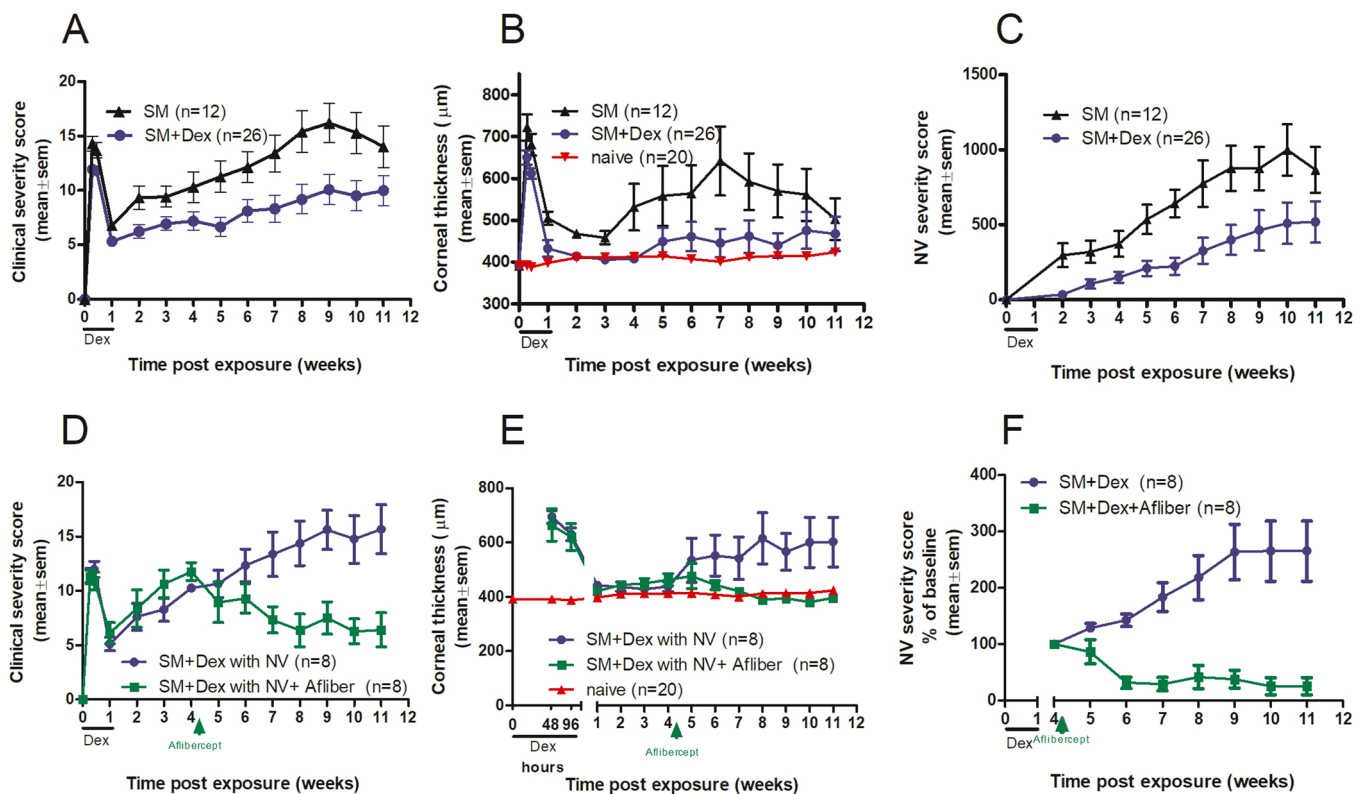 A
Clinical severity score
(mean±sem)
20
15
10
5
0
SM (n=12)
SM+Dex (n=26)
0 1 2 3 4 5 6 7 8 9 10 11 12
Dex
Time post exposure (weeks)
B
Corneal thickness (μm)
(mean±sem)
800
700
600
500
400
300
SM (n=12)
SM+Dex (n=26)
naive (n=20)
0 1 2 3 4 5 6 7 8 9 10 11 12
Dex
Time post exposure (weeks)
C
NV severity score
(mean±sem)
1500
1000
500
0
SM (n=12)
SM+Dex (n=26)
0 1 2 3 4 5 6 7 8 9 10 11 12
Dex
Time post exposure (weeks)
D
Clinical severity score
(mean±sem)
20
15
10
5
0
SM+Dex with NV (n=8)
SM+Dex with NV+ Afliber (n=8)
0 1 2 3 4 5 6 7 8 9 10 11 12
Dex
Aflibercept
Time post exposure (weeks)
E
Corneal thickness (μm)
(mean±sem)
800
600
400
200
0
SM+Dex with NV (n=8)
SM+Dex with NV+ Afliber (n=8)
naive (n=20)
0 48 96 1 2 3 4 5 6 7 8 9 10 11 12
Dex
hours
Aflibercept
Time post exposure (weeks)
F
NV severity score
% of baseline
(mean±sem)
400
300
200
100
0
SM+Dex (n=8)
SM+Dex+Afliber (n=8)
0 1 4 5 6 7 8 9 10 11 12
Dex
Aflibercept
Time post exposure (weeks)